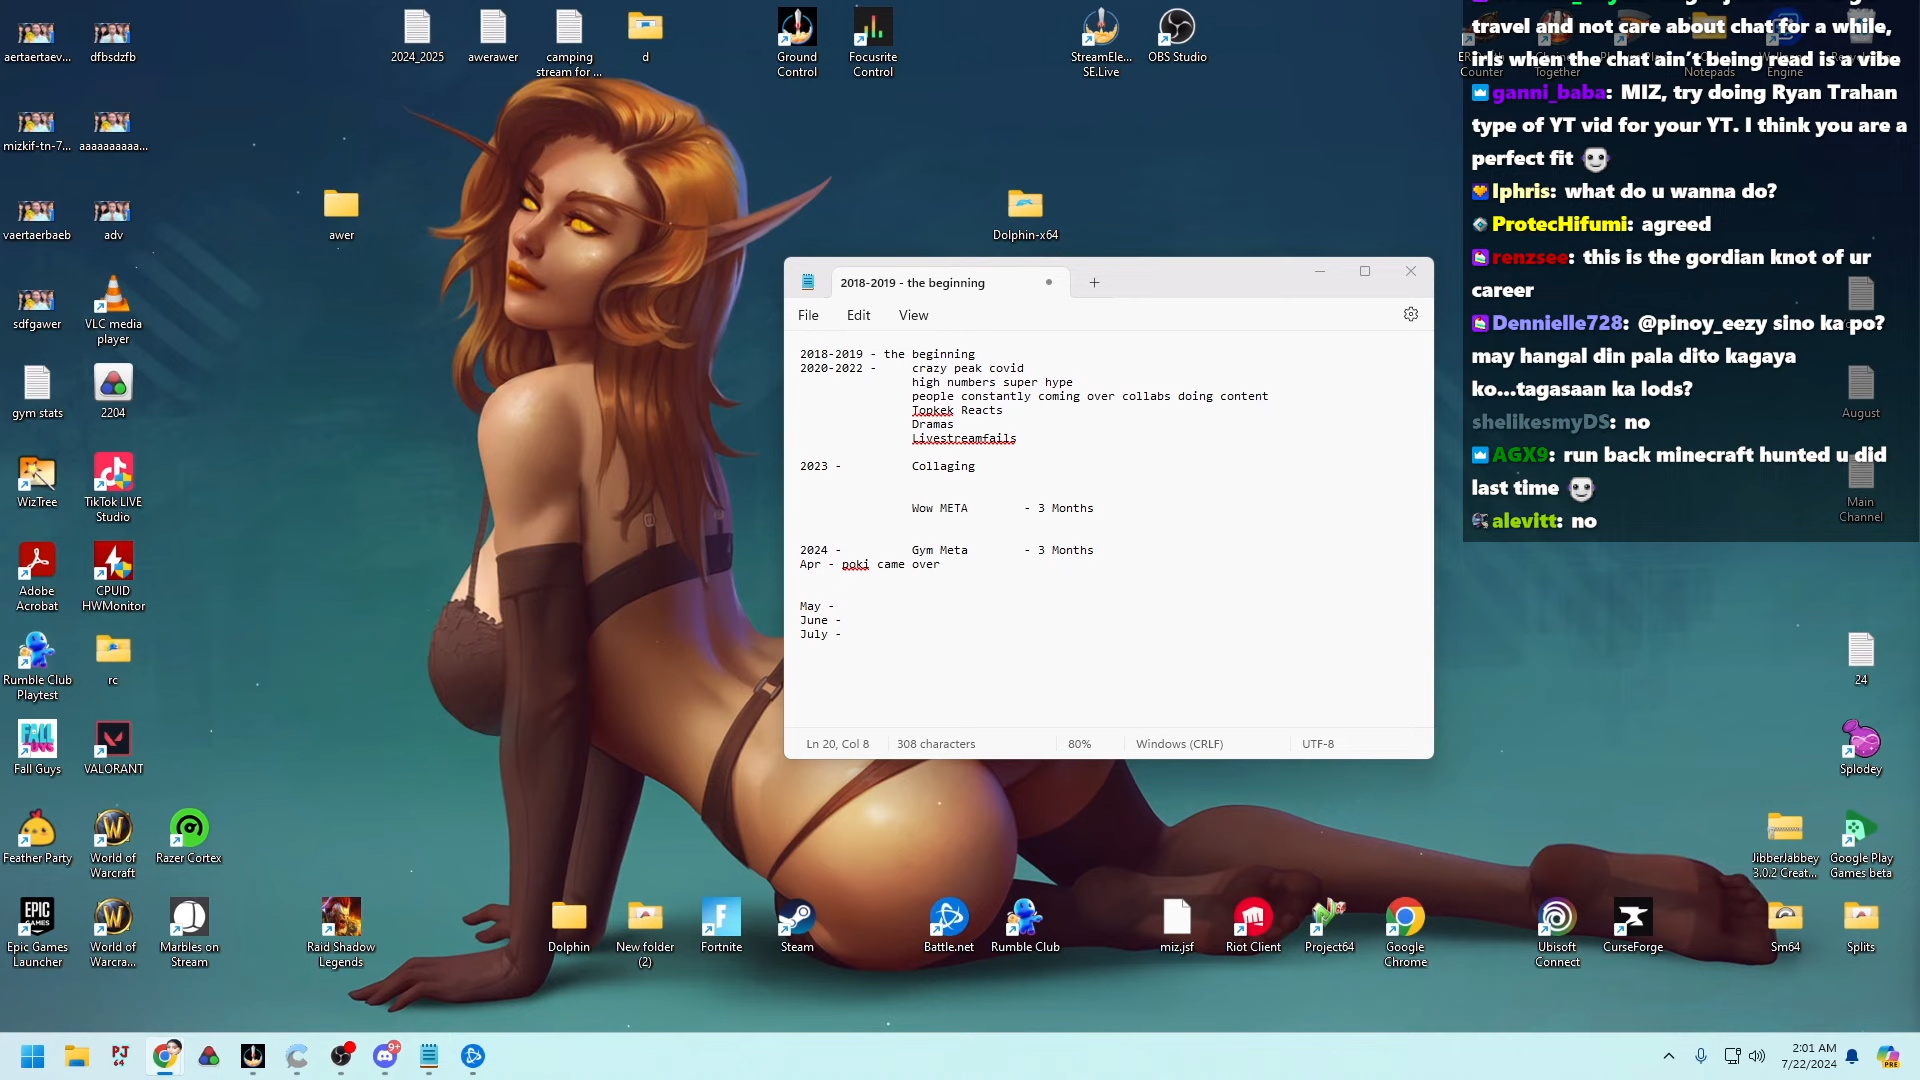 aertaertaev...
dfbsdzfb
2024_2025
awerawer
camping
stream for ...
d
Ground
Control
Focusrite
Control
StreamEle...
SE.Live
OBS Studio
mizkif-tn-7...
aaaaaaaaaa...
vaertaerbaeb
adv
awer
Dolphin-x64
sdfgawer
VLC media
player
gym stats
2204
WizTree
TikTok LIVE
Studio
Adobe
Acrobat
CPUID
HWMonitor
Rumble Club
Playtest
rc
Fall Guys
VALORANT
Feather Party
World of
Warcraft
Razer Cortex
Epic Games
Launcher
World of
Warcra...
Marbles on
Stream
Raid Shadow
Legends
Dolphin
New folder
(2)
Fortnite
Steam
Battle.net
Rumble Club
miz.jsf
Riot Client
Project64
Google
Chrome
Ubisoft
Connect
CurseForge
Sm64
Splits
JibberJabbey
3.0.2 Creat...
Google Play
Games beta
Splodey
24
Main
Channel
August
2018-2019 - the beginning
File Edit View
2018-2019 - the beginning
2020-2022 - crazy peak covid
high numbers super hype
people constantly coming over collabs doing content
Topkek Reacts
Dramas
Livestreamfails
2023 - Collaging
Wow META - 3 Months
2024 - Gym Meta - 3 Months
Apr - poki came over
May -
June -
July -
Ln 20, Col 8 308 characters 80% Windows (CRLF) UTF-8
travel and not care about chat for a while,
irls when the chat ain't being read is a vibe
ganni_baba: MIZ, try doing Ryan Trahan
type of YT vid for your YT. I think you are a
perfect fit
Iphris: what do u wanna do?
ProtecHifumi: agreed
renzsee: this is the gordian knot of ur
career
Dennielle728: @pinoy_eezy sino ka po?
may hangal din pala dito kagaya
ko...tagasaan ka lods?
shelikesmyDS: no
AGX9: run back minecraft hunted u did
last time
alevitt: no
Counter
Together
Notepads
Engine
2:01 AM
7/22/2024